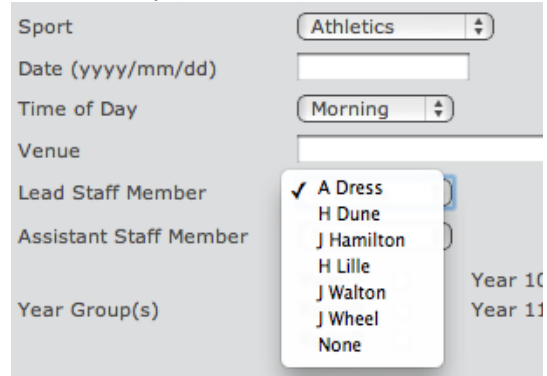 Sport Athletics
Date (yyyy/mm/dd)
Time of Day Morning
Venue
Lead Staff Member A Dress
H Dune
Assistant Staff Member J Hamilton
H Lille
Year 10
J Walton
Year Group(s) J Wheel Year 11
None